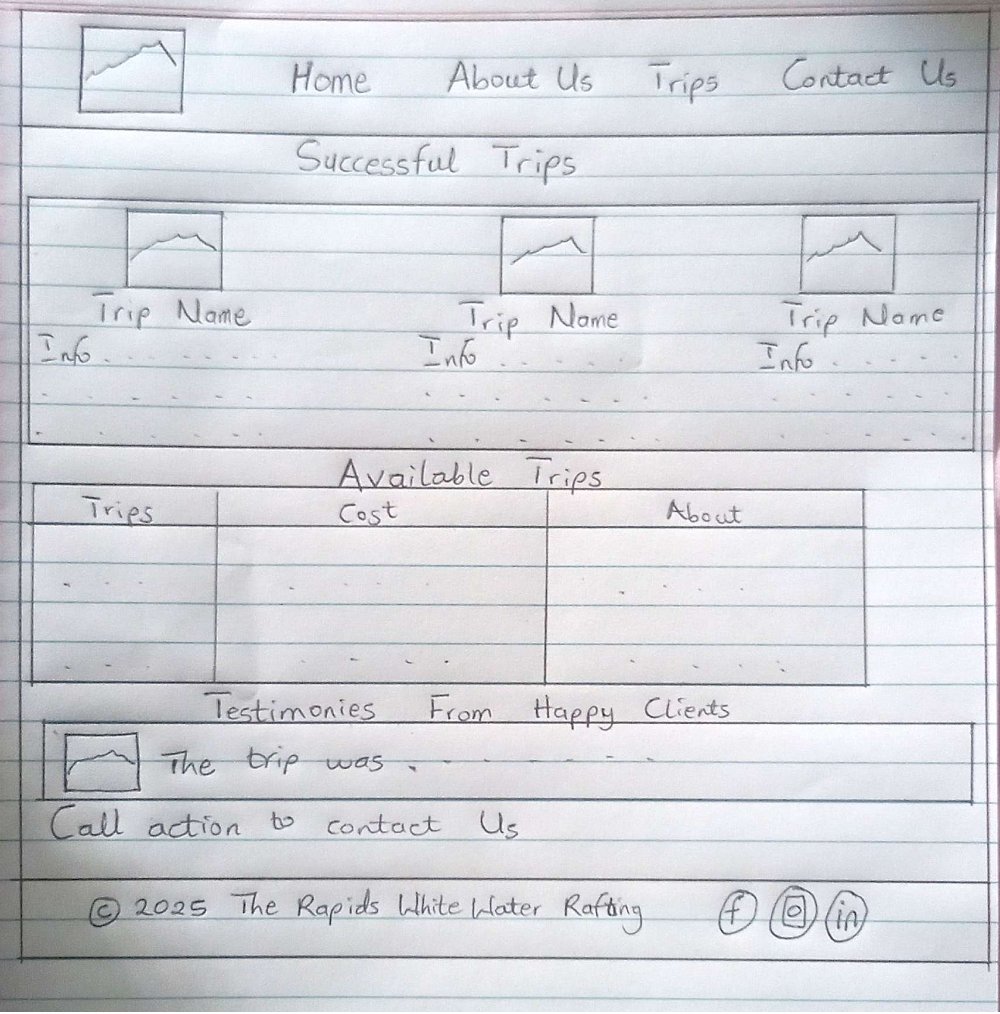 Home About Us Trips Contact Us
Successful Trips
Trip Name Trip Name Trip Name
Info . . . . . . . Info . . . . . Info . . . . .
Available Trips
Trips Cost About
Testimonies From Happy Clients
The trip was . - - - - - -
Call action to contact Us
© 2025 The Rapids White Water Rafting f in